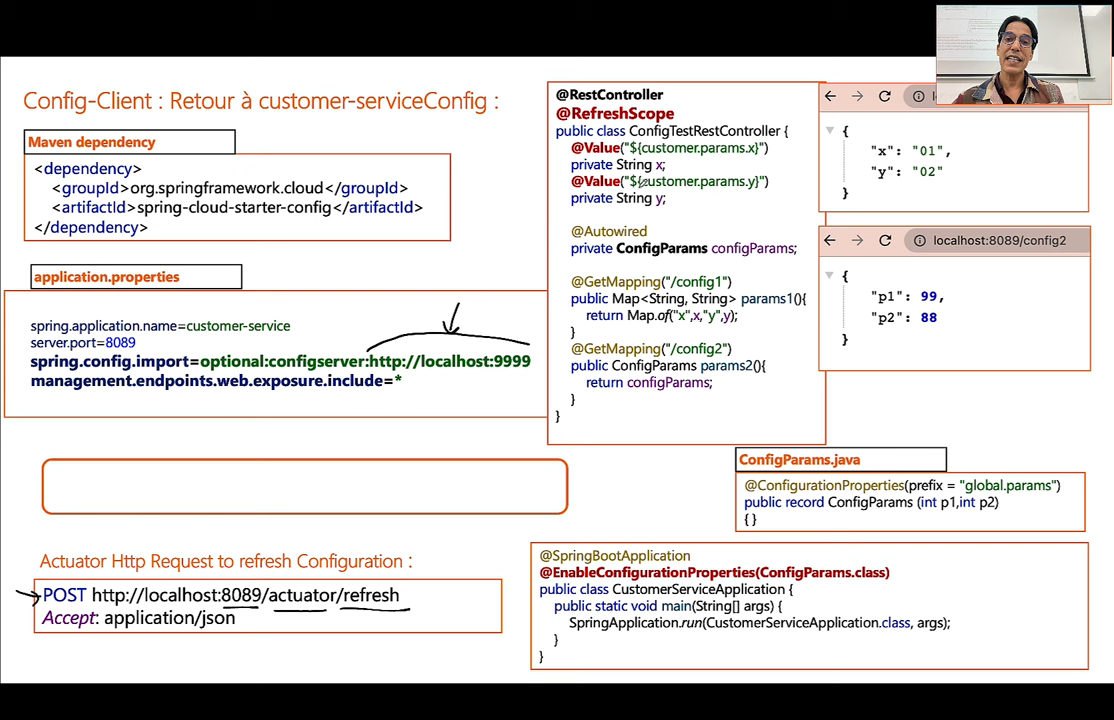 Config-Client : Retour à customer-serviceConfig :
Maven dependency
<dependency>
<groupId>org.springframework.cloud</groupId>
<artifactId>spring-cloud-starter-config</artifactId>
</dependency>
application.properties
spring.application.name=customer-service
server.port=8089
spring.config.import=optional:configserver:http://localhost:9999
management.endpoints.web.exposure.include=*
Actuator Http Request to refresh Configuration :
POST http://localhost:8089/actuator/refresh
Accept: application/json
@RestController
@RefreshScope
public class ConfigTestRestController {
@Value("${customer.params.x}")
private String x;
@Value("${customer.params.y}")
private String y;
@Autowired
private ConfigParams configParams;
@GetMapping("/config1")
public Map<String, String> params1(){
return Map.of("x",x,"y",y);
}
@GetMapping("/config2")
public ConfigParams params2(){
return configParams;
}
}
{
"x": "01",
"y": "02"
}
localhost:8089/config2
{
"p1": 99,
"p2": 88
}
ConfigParams.java
@ConfigurationProperties(prefix = "global.params")
public record ConfigParams (int p1,int p2)
{ }
@SpringBootApplication
@EnableConfigurationProperties(ConfigParams.class)
public class CustomerServiceApplication {
public static void main(String[] args) {
SpringApplication.run(CustomerServiceApplication.class, args);
}
}